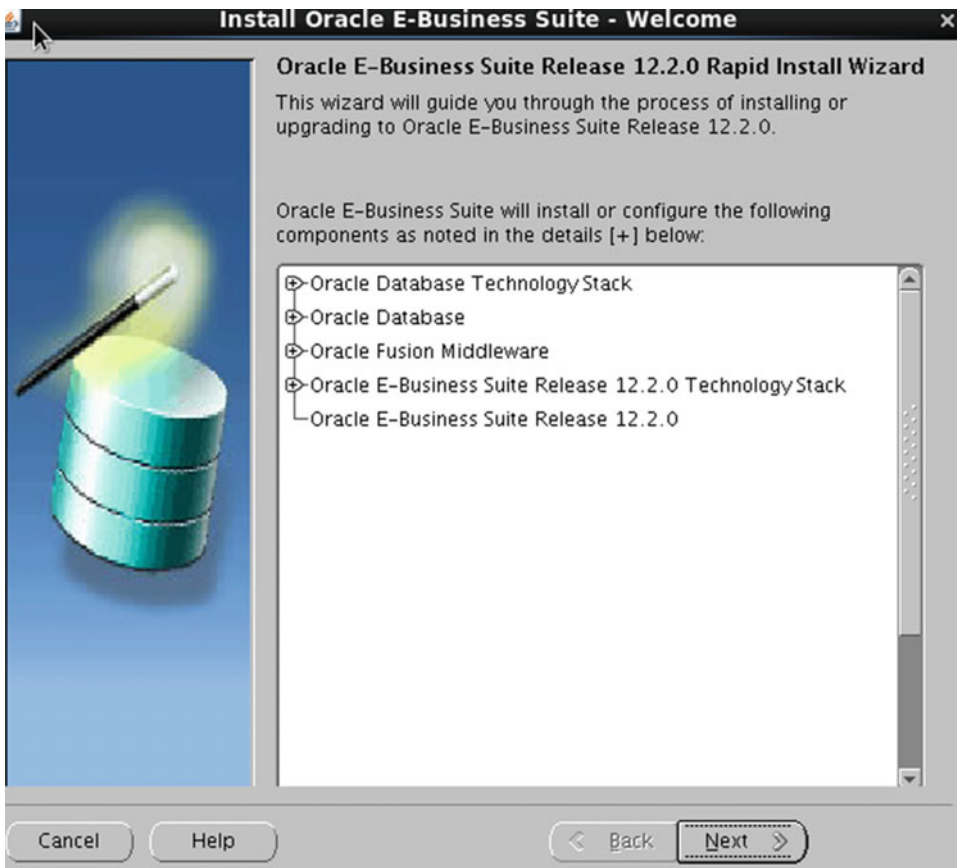 Install Oracle E-Business Suite - Welcome
Oracle E-Business Suite Release 12.2.0 Rapid Install Wizard
This wizard will guide you through the process of installing or
upgrading to Oracle E-Business Suite Release 12.2.0.
Oracle E-Business Suite will install or configure the following
components as noted in the details [+] below:
Oracle Database Technology Stack
Oracle Database
Oracle Fusion Middleware
Oracle E-Business Suite Release 12.2.0 Technology Stack
Oracle E-Business Suite Release 12.2.0
Cancel Help Back Next